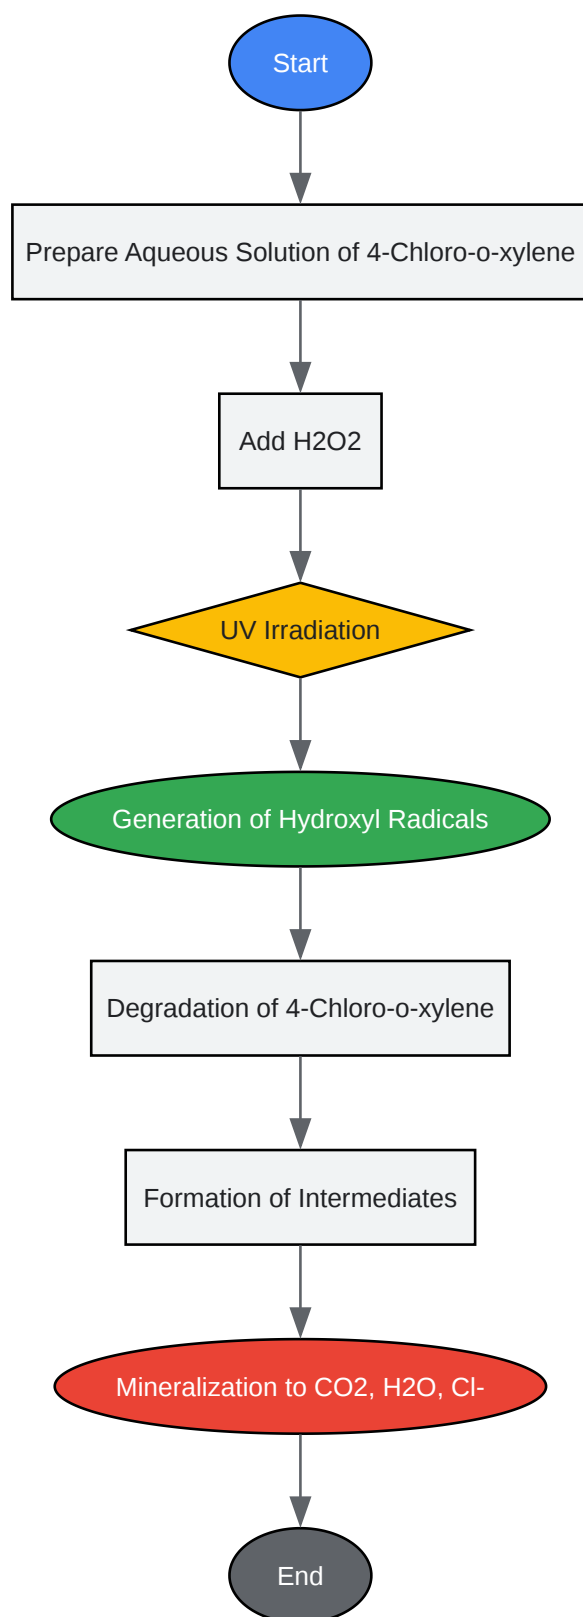 Start
Prepare Aqueous Solution of 4-Chloro-o-xylene
Add H2O2
UV Irradiation
Generation of Hydroxyl Radicals
Degradation of 4-Chloro-o-xylene
Formation of Intermediates
Mineralization to CO2, H2O, Cl-
End